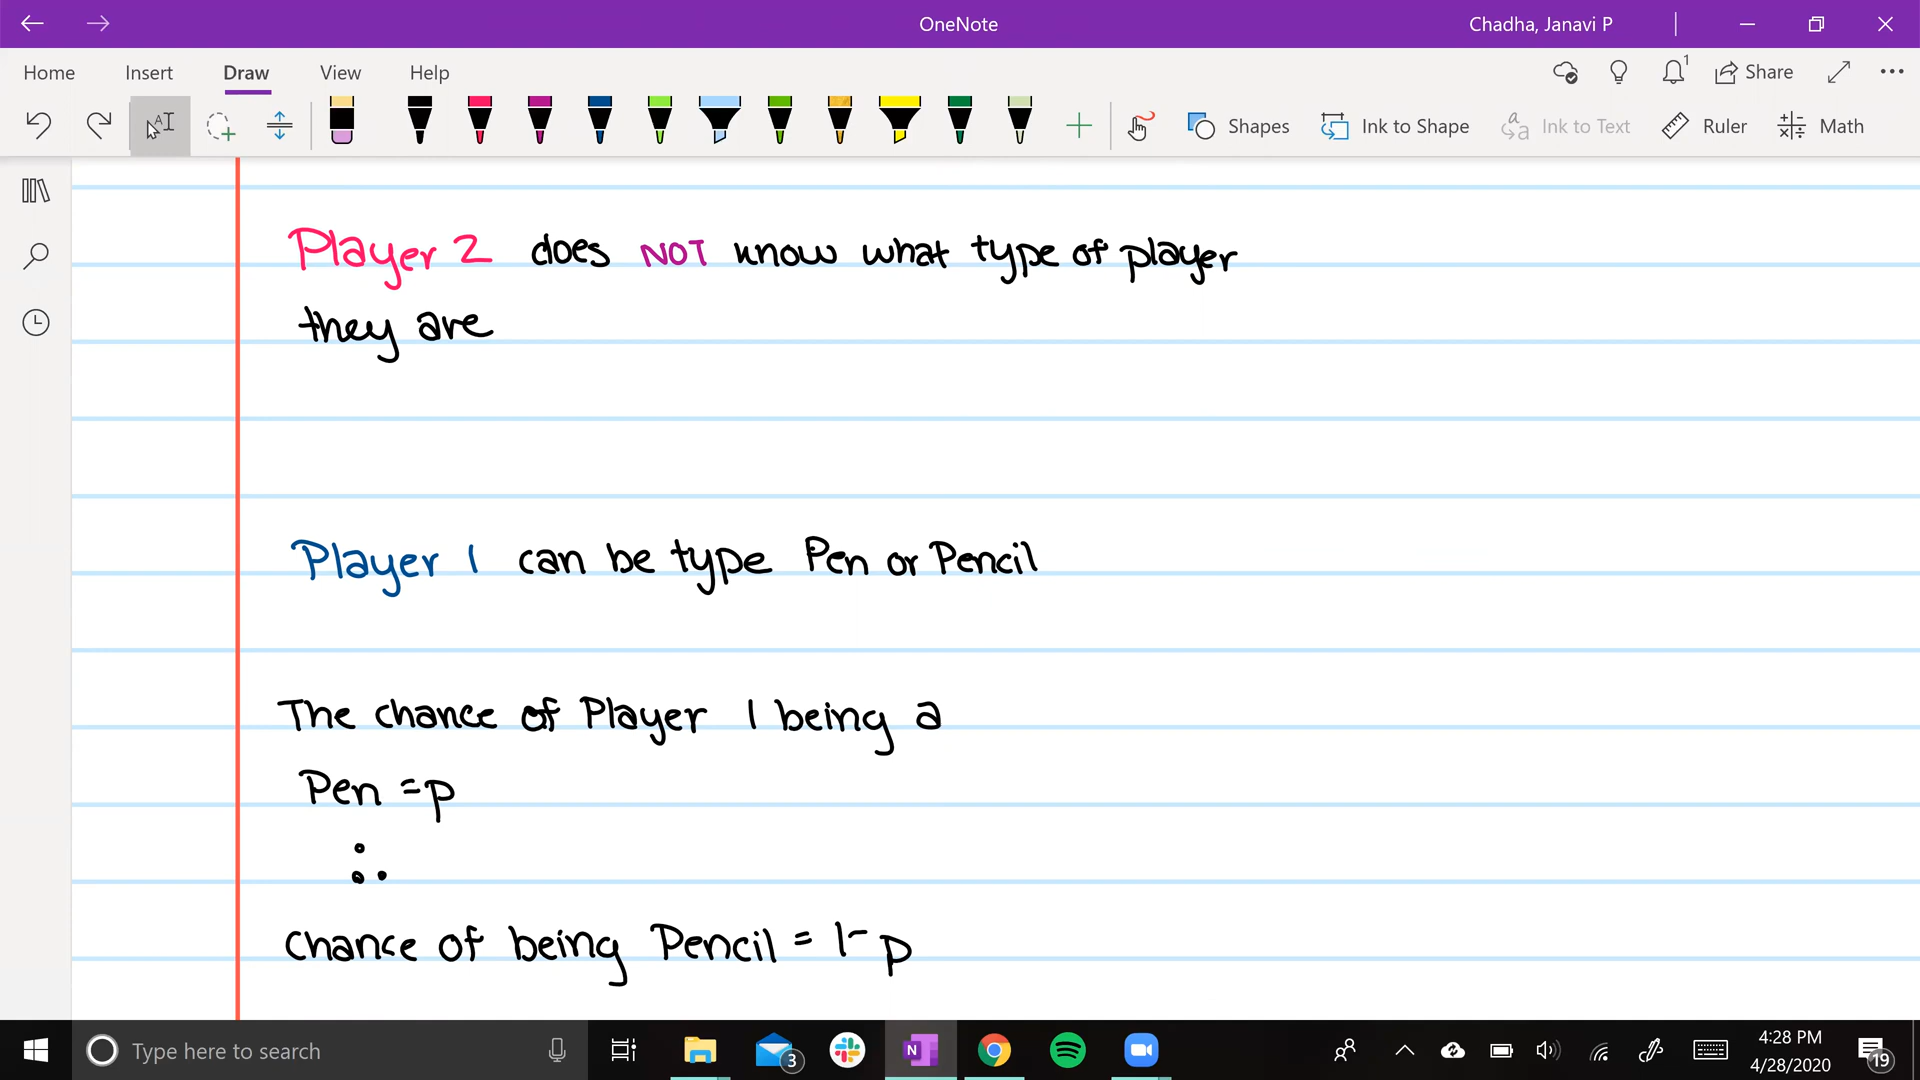 OneNote
Chadha, Janavi P
Home Insert Draw View Help
1
Share
Shapes
Ink to Shape
Ink to Text
Ruler
Math
Player 2 does NOT know what type of player
they are
Player 1 can be type Pen or Pencil
The chance of Player 1 being a
Pen = p
∴
chance of being Pencil = 1- p
Type here to search
3
4:28 PM
4/28/2020
19